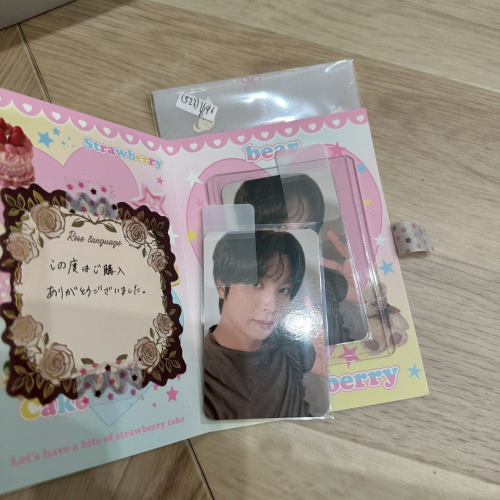 Strawberry
bear
Rose language
この度はご購入
ありがとうございました。
Cake
berry
Let's have a bite of strawberry cake